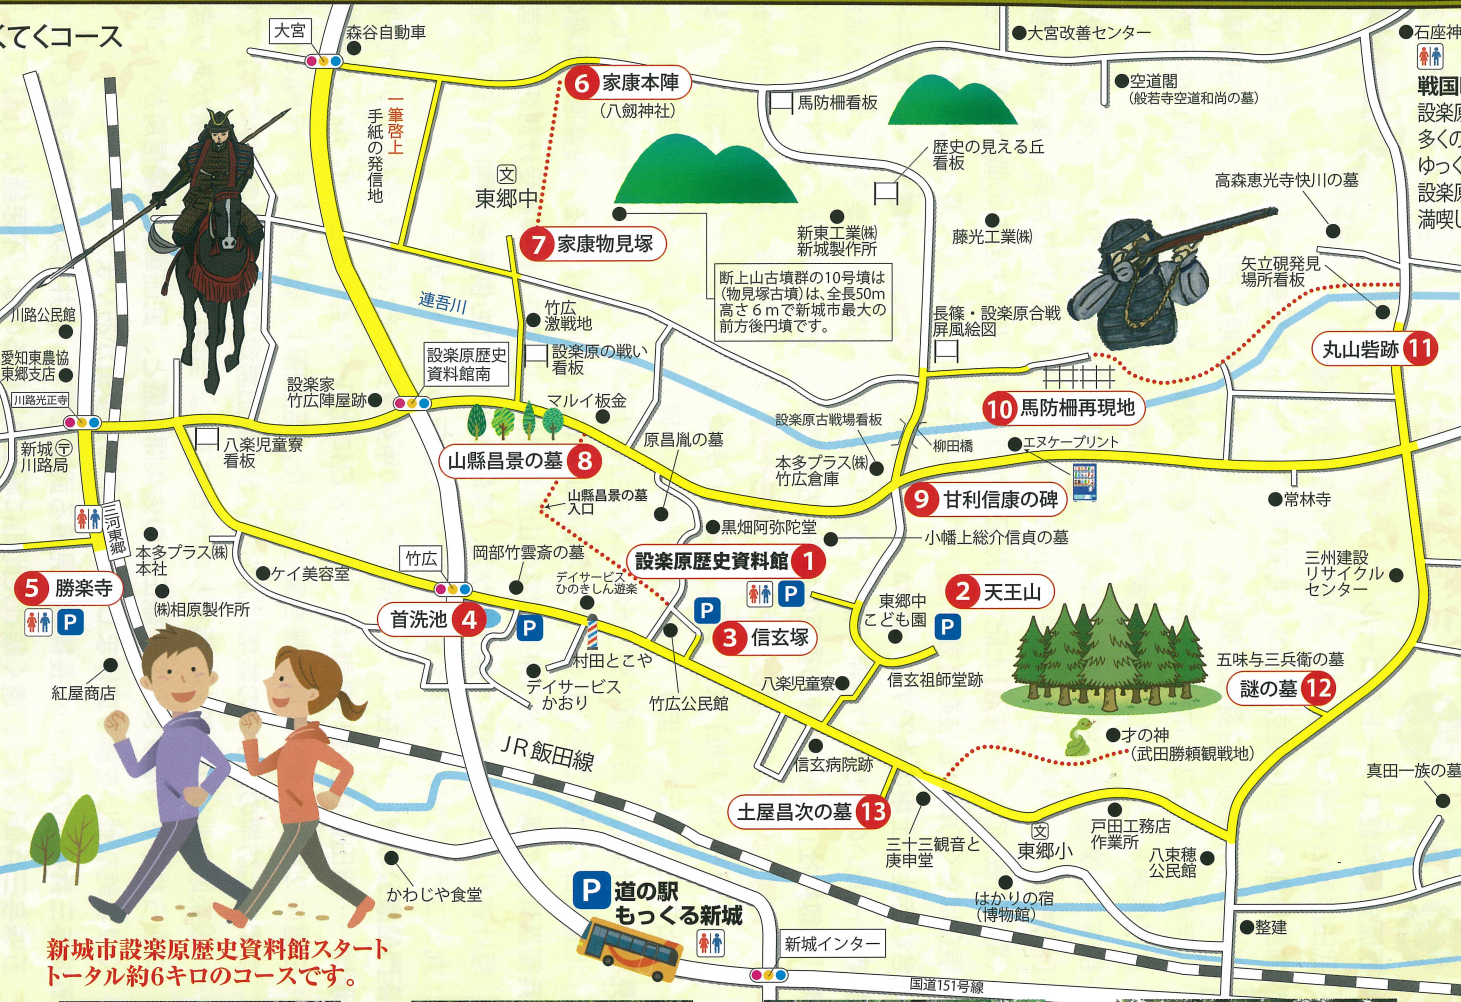 くてくコース
大宮
森谷自動車
6 家康本陣
(八劔神社)
大宮改善センター
石座神
空道閣
(般若寺空道和尚の墓)
馬防柵看板
戦国
設楽原
多くの
ゆっく
設楽原
満喫し
一筆啓上
手紙の発信地
文
東郷中
歴史の見える丘
看板
高森恵光寺快川の墓
7 家康物見塚
新東工業㈱
新城製作所
藤光工業㈱
矢立硯発見
場所看板
断上山古墳群の10号墳は
(物見塚古墳)は、全長50m
高さ6mで新城市最大の
前方後円墳です。
連吾川
竹広
激戦地
川路公民館
長篠・設楽原合戦
屏風絵図
丸山砦跡 11
愛知東農協
東郷支店
設楽原歴史
資料館南
設楽原の戦い
看板
川路光正寺
設楽家
竹広陣屋跡
マルイ板金
10 馬防柵再現地
設楽原古戦場看板
柳田橋
エヌケープリント
新城〒
川路局
八楽児童寮
看板
原昌胤の墓
山縣昌景の墓 8
本多プラス㈱
竹広倉庫
9 甘利信康の碑
常林寺
山縣昌景の墓
入口
三河東郷
本多プラス㈱
本社
黒畑阿弥陀堂
小幡上総介信貞の墓
竹広
岡部竹雲斎の墓
設楽原歴史資料館 1
三州建設
リサイクル
センター
ケイ美容室
デイサービス
ひのきしん遊楽
5 勝楽寺
P
㈱相原製作所
P
P
2 天王山
東郷中
こども園
P
首洗池 4
P
3 信玄塚
村田とこや
五味与三兵衛の墓
謎の墓 12
紅屋商店
デイサービス
かおり
竹広公民館
八楽児童寮
信玄祖師堂跡
才の神
(武田勝頼観戦地)
JR飯田線
信玄病院跡
真田一族の墓
土屋昌次の墓 13
三十三観音と
庚申堂
文
東郷小
戸田工務店
作業所
八束穂
公民館
かわじや食堂
P 道の駅
もっくる新城
はかりの宿
(博物館)
整建
新城インター
国道151号線
新城市設楽原歴史資料館スタート
トータル約6キロのコースです。